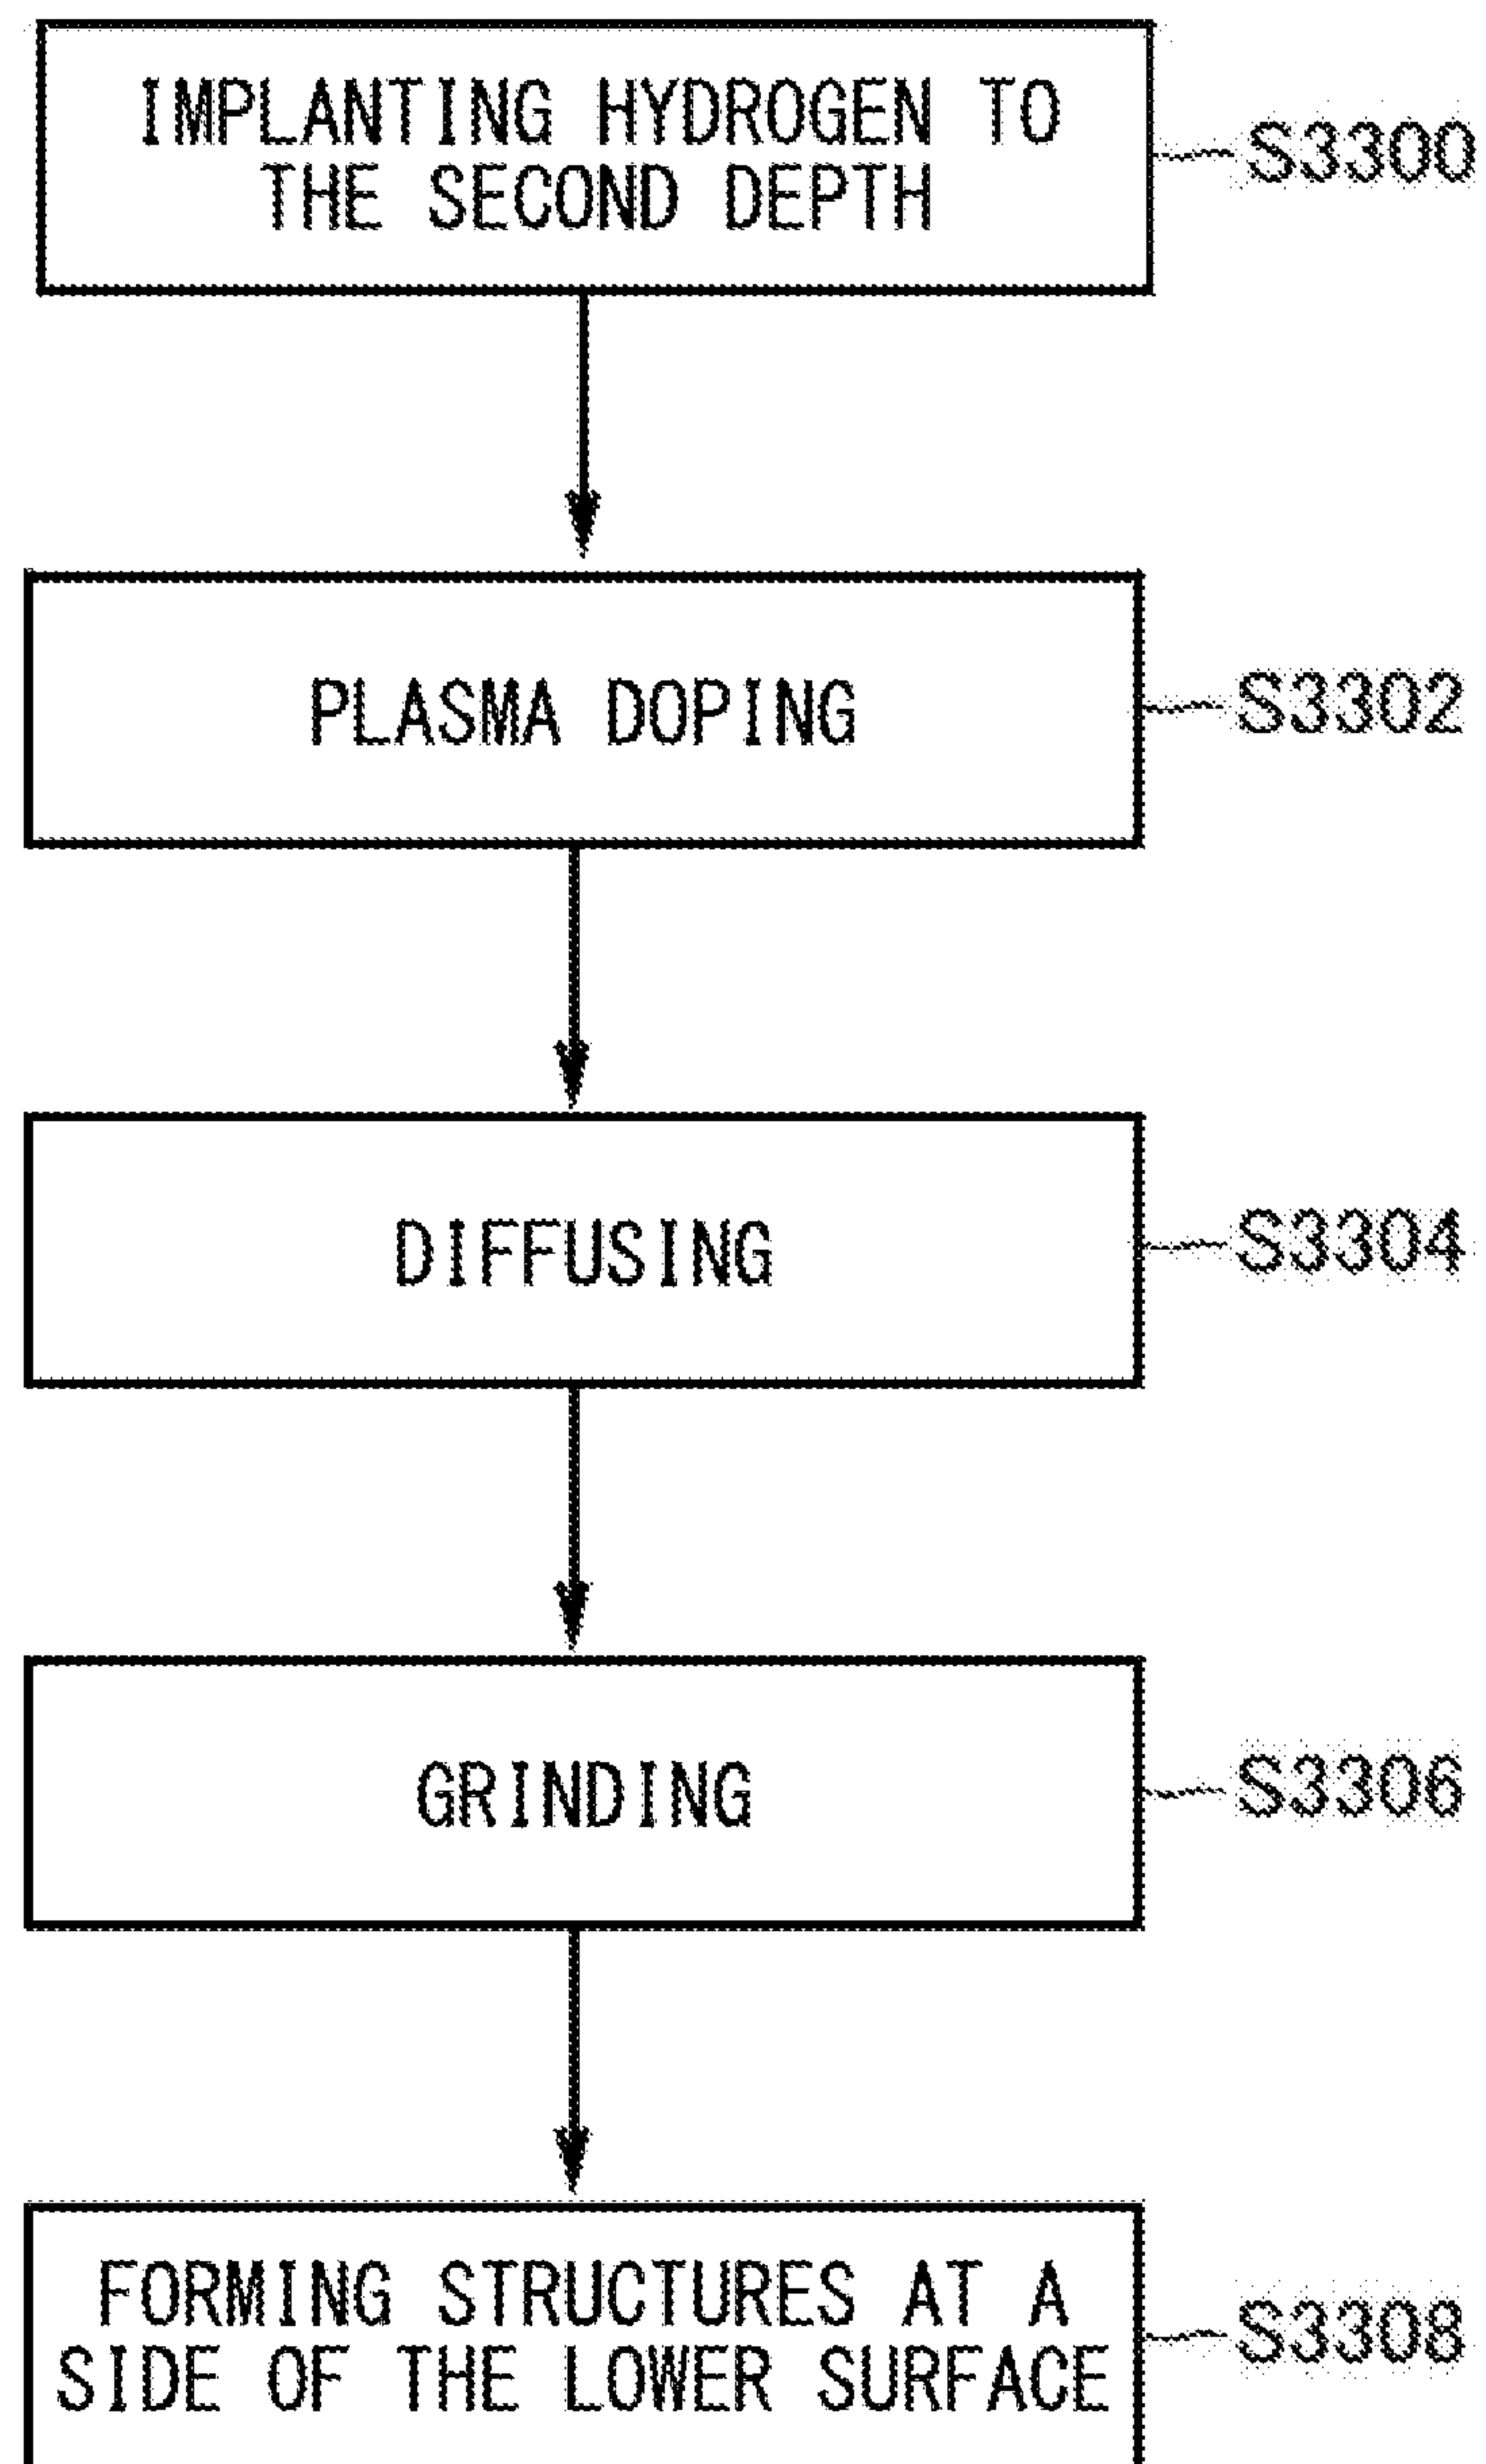 IMPLANTING HYDROGEN TO
THE SECOND DEPTH
S3300
PLASMA DOPING
S3302
DIFFUSING
S3304
GRINDING
S3306
FORMING STRUCTURES AT A
SIDE OF THE LOWER SURFACE
S3308